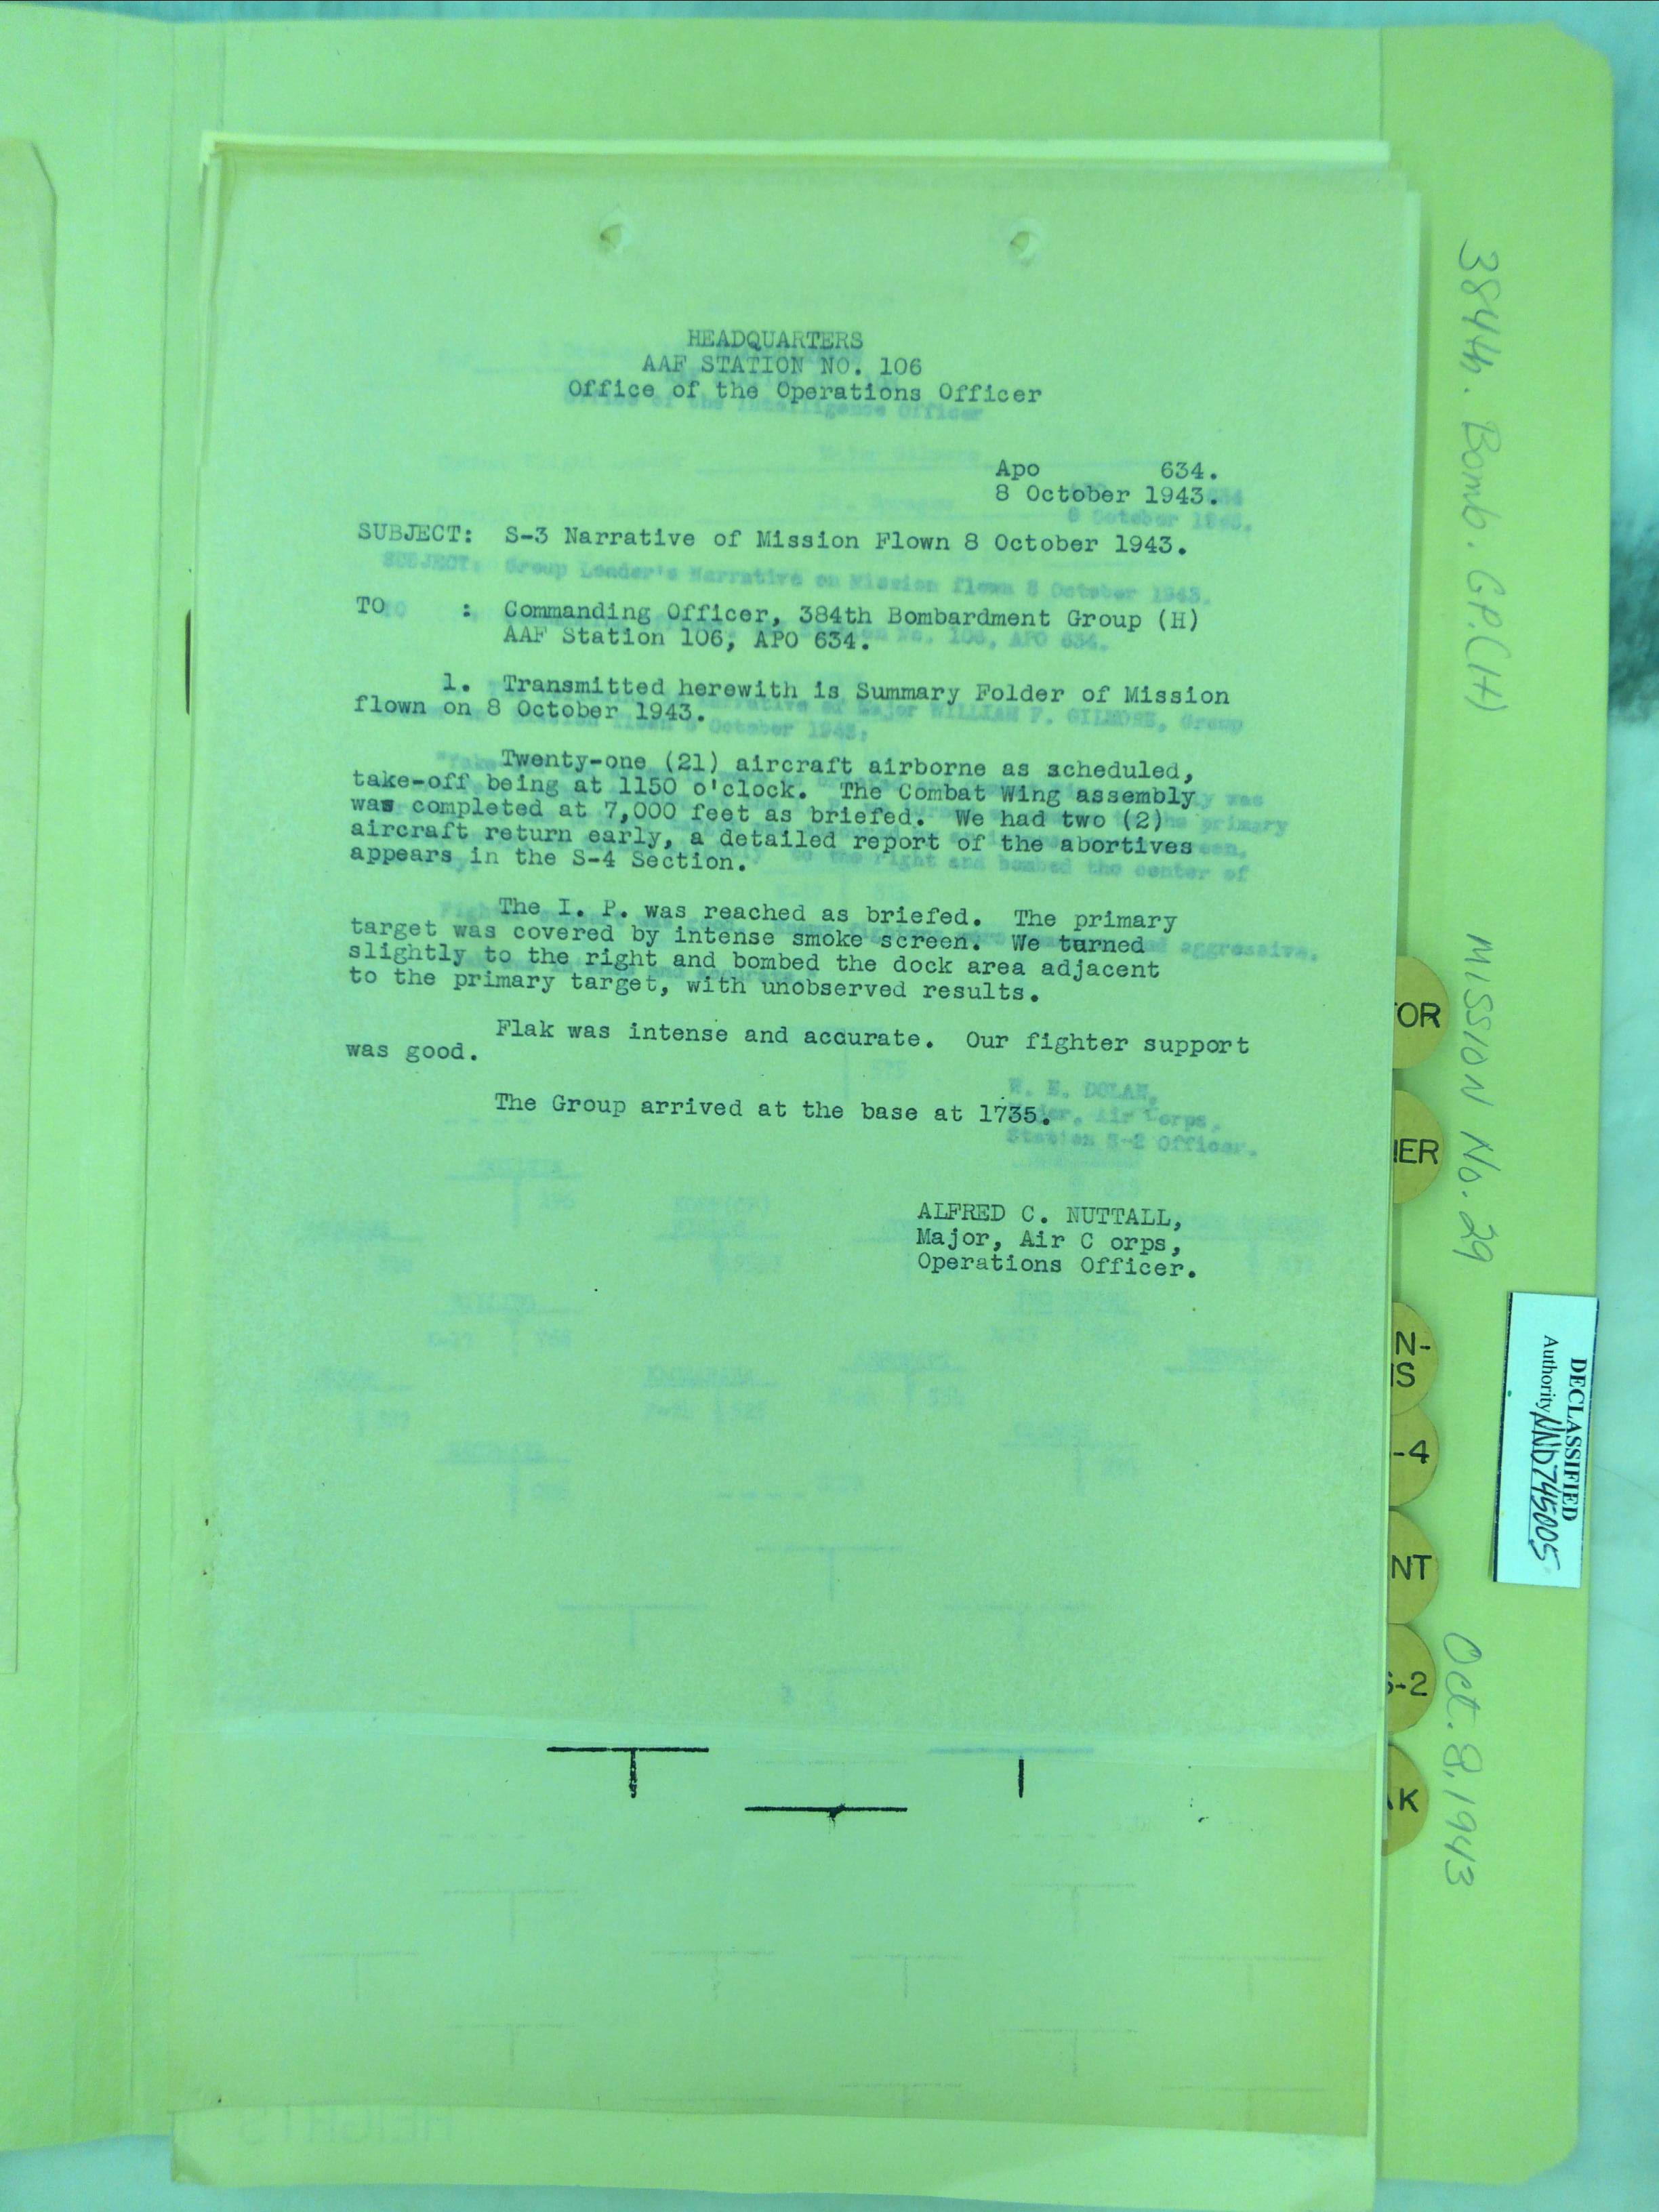 HEADQUARTERS
AAF STATION NO. 106
Office of the Operations Officer
Apo 634.
8 October 1943.
SUBJECT: S-3 Narrative of Mission Flown 8 October 1943.
TO : Commanding Officer, 384th Bombardment Group (H)
AAF Station 106, APO 634.
1. Transmitted herewith is Summary Folder of Mission
flown on 8 October 1943.
Twenty-one (21) aircraft airborne as scheduled,
take-off being at 1150 o'clock. The Combat Wing assembly
was completed at 7,000 feet as briefed. We had two (2)
aircraft return early, a detailed report of the abortives
appears in the S-4 Section.
The I. P. was reached as briefed. The primary
target was covered by intense smoke screen. We turned
slightly to the right and bombed the dock area adjacent
to the primary target, with unobserved results.
Flak was intense and accurate. Our fighter support
was good.
The Group arrived at the base at 1735.
ALFRED C. NUTTALL,
Major, Air C orps,
Operations Officer.
384th. Bomb. GP.(H) MISSION No. 29 Oct. 8, 1943
DECLASSIFIED
Authority NND745005
OR
IER
N-
IS
-4
NT
-2
K